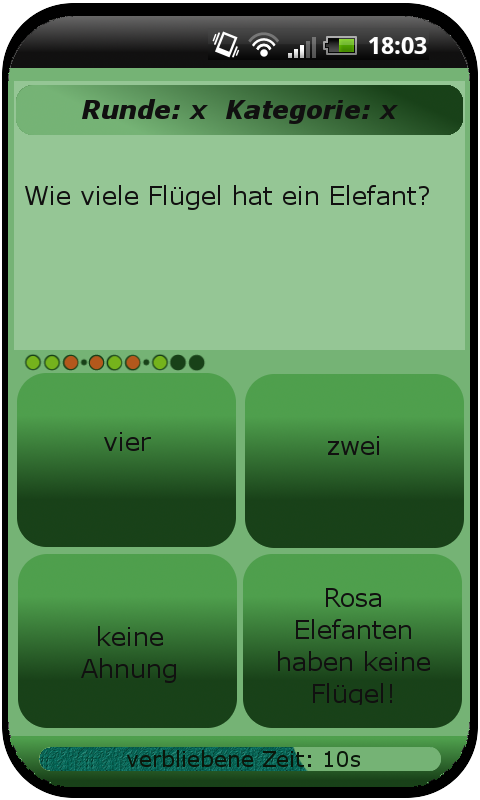 18:03
Runde: x  Kategorie: x
Wie viele Flügel hat ein Elefant?
vier
zwei
keine
Ahnung
Rosa
Elefanten
haben keine
Flügel!
verbliebene Zeit: 10s